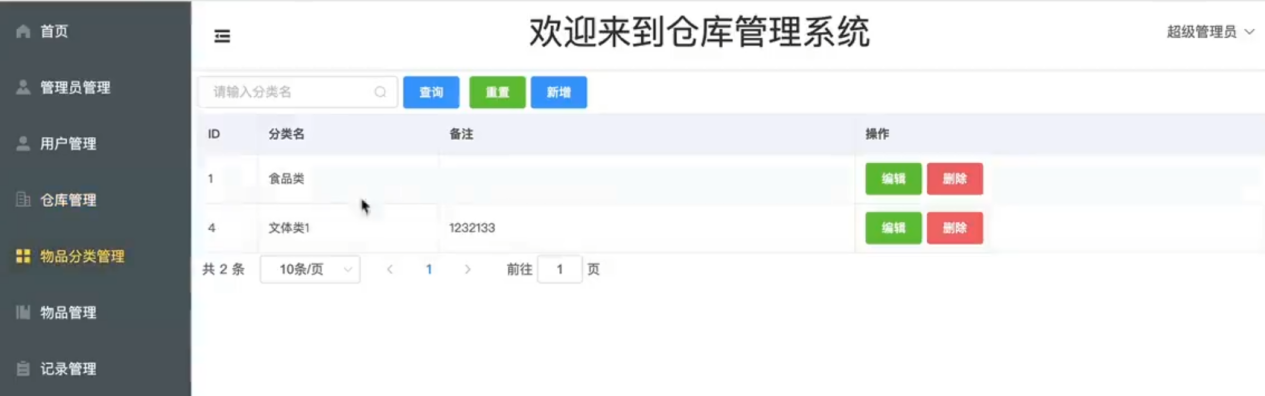 首页
管理员管理
用户管理
仓库管理
物品分类管理
物品管理
记录管理
欢迎来到仓库管理系统
超级管理员
请输入分类名
查询
重置
新增
ID 分类名 备注 操作
1 食品类 编辑 删除
4 文体类1 1232133 编辑 删除
共 2 条 10条/页 1 前往 1 页